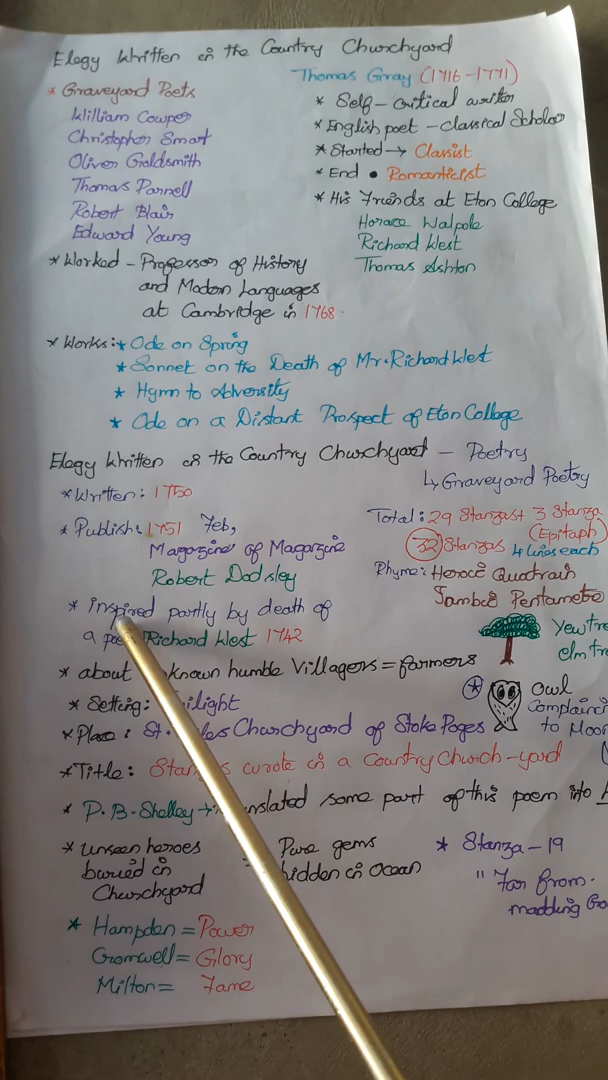 Elegy Written in the Country Churchyard
Thomas Gray (1716-1771)
* Graveyard Poets
William Cowper
Christopher Smart
Oliver Goldsmith
Thomas Parnell
Robert Blair
Edward Young
* Self-critical writer
* English poet - Classical Scholar
* Started → Classist
* End • Romanticist
* His Friends at Eton College
Horace Walpole
Richard West
Thomas Ashton
* Worked - Professor of History
and Modern Languages
at Cambridge in 1768.
* Works: * Ode on Spring
* Sonnet on the Death of Mr. Richard West
* Hymn to Adversity
* Ode on a Distant Prospect of Eton College
Elegy Written in the Country Churchyard - Poetry
↳ Graveyard Poetry
* Written: 1750
* Publish: 1751 Feb,
Magazine of Magazine
Robert Dodsley
Total: 29 Stanzas + 3 Stanza
(Epitaph)
32 Stanzas 4 lines each
Rhyme: Heroic Quatrain
Iambic Pentametre
* inspired partly by death of
a Richard West 1742
* about known humble Villagers = farmers
Yew tre
elm tre
* Setting:
* Owl
Complaini
to Moon
* Place: St. Churchyard of Stoke Poges
* Title: wrote in a Country Church-yard
* P.B. Shelley → some part of this poem into
* unseen heroes
buried in
Churchyard
Pure gems
hidden in Ocean
* Stanza - 19
" Far from
madding
* Hampden = Power
Cromwell = Glory
Milton = Fame